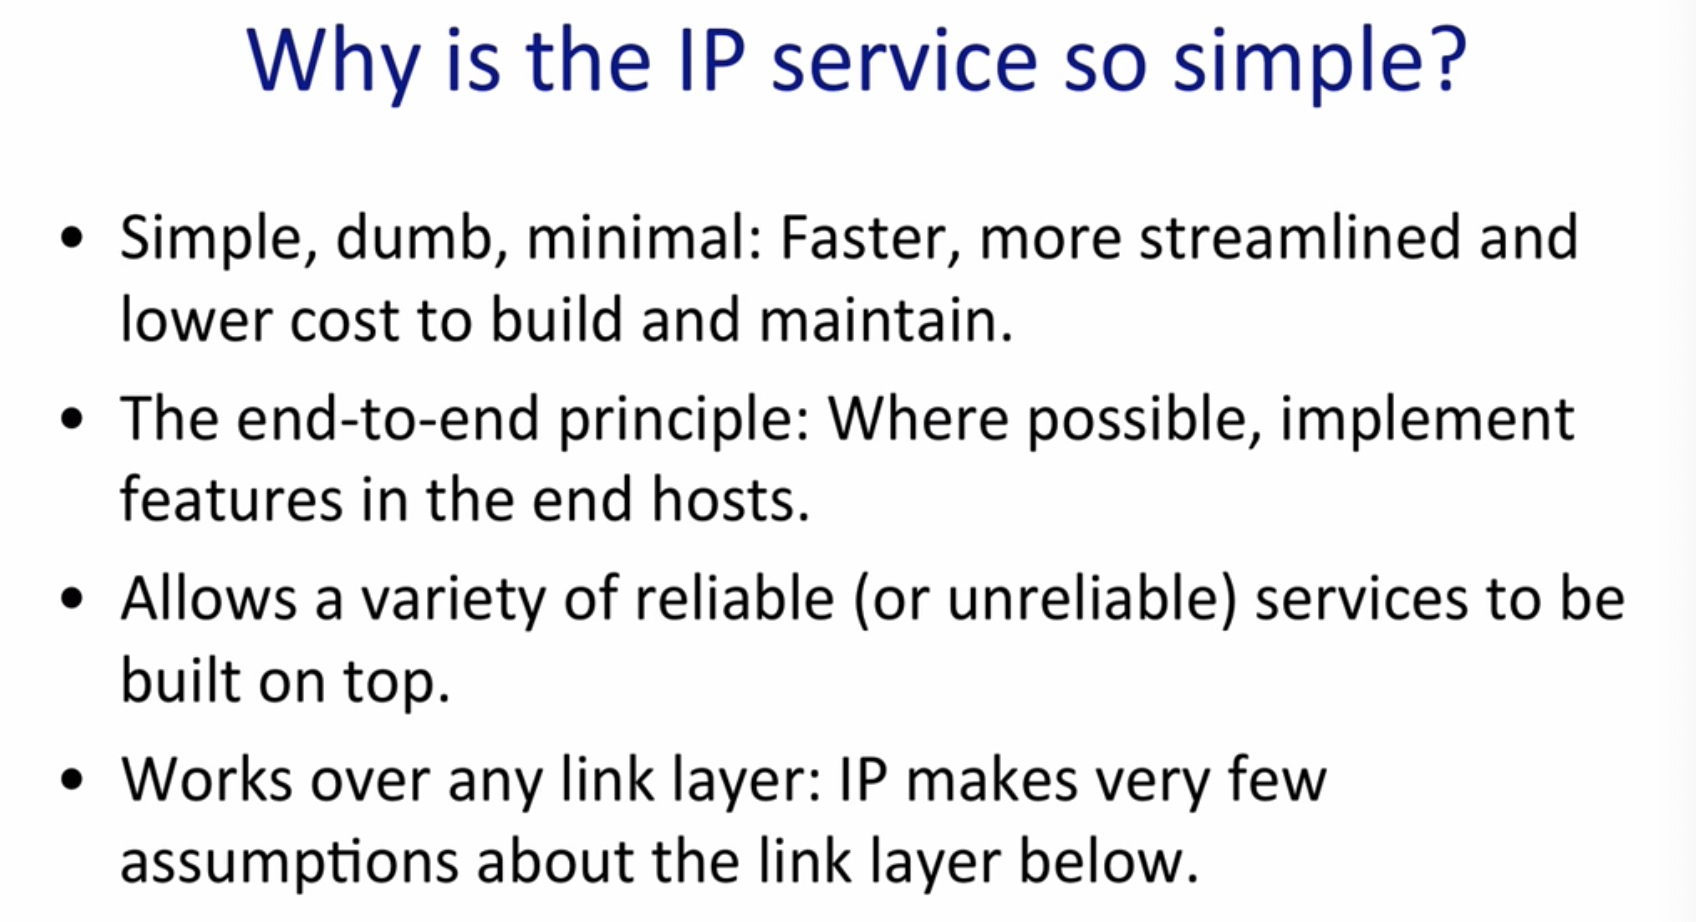 Why is the IP service so simple?
• Simple, dumb, minimal: Faster, more streamlined and
lower cost to build and maintain.
• The end-to-end principle: Where possible, implement
features in the end hosts.
• Allows a variety of reliable (or unreliable) services to be
built on top.
• Works over any link layer: IP makes very few
assumptions about the link layer below.